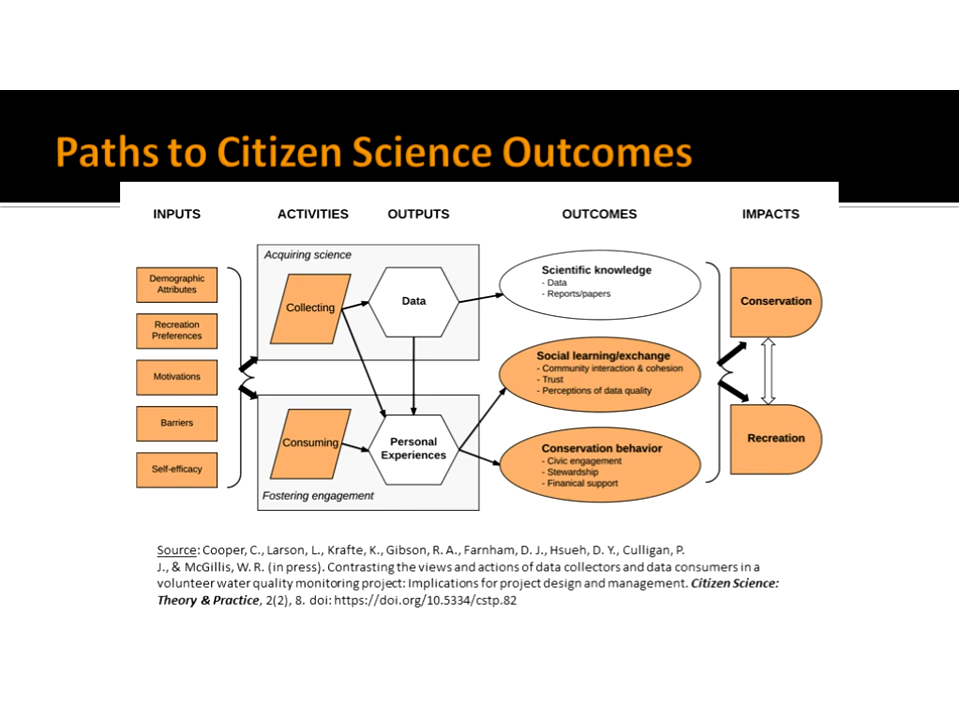 Paths to Citizen Science Outcomes
INPUTS
ACTIVITIES
OUTPUTS
OUTCOMES
IMPACTS
Demographic
Attributes
Recreation
Preferences
Motivations
Barriers
Self-efficacy
Acquiring science
Collecting
Data
Consuming
Personal
Experiences
Fostering engagement
Scientific knowledge
- Data
- Reports/papers
Social learning/exchange
- Community interaction & cohesion
- Trust
- Perceptions of data quality
Conservation behavior
- Civic engagement
- Stewardship
- Finanical support
Conservation
Recreation
Source: Cooper, C., Larson, L., Krafte, K., Gibson, R. A., Farnham, D. J., Hsueh, D. Y., Culligan, P.
J., & McGillis, W. R. (in press). Contrasting the views and actions of data collectors and data consumers in a
volunteer water quality monitoring project: Implications for project design and management. Citizen Science:
Theory & Practice, 2(2), 8. doi: https://doi.org/10.5334/cstp.82